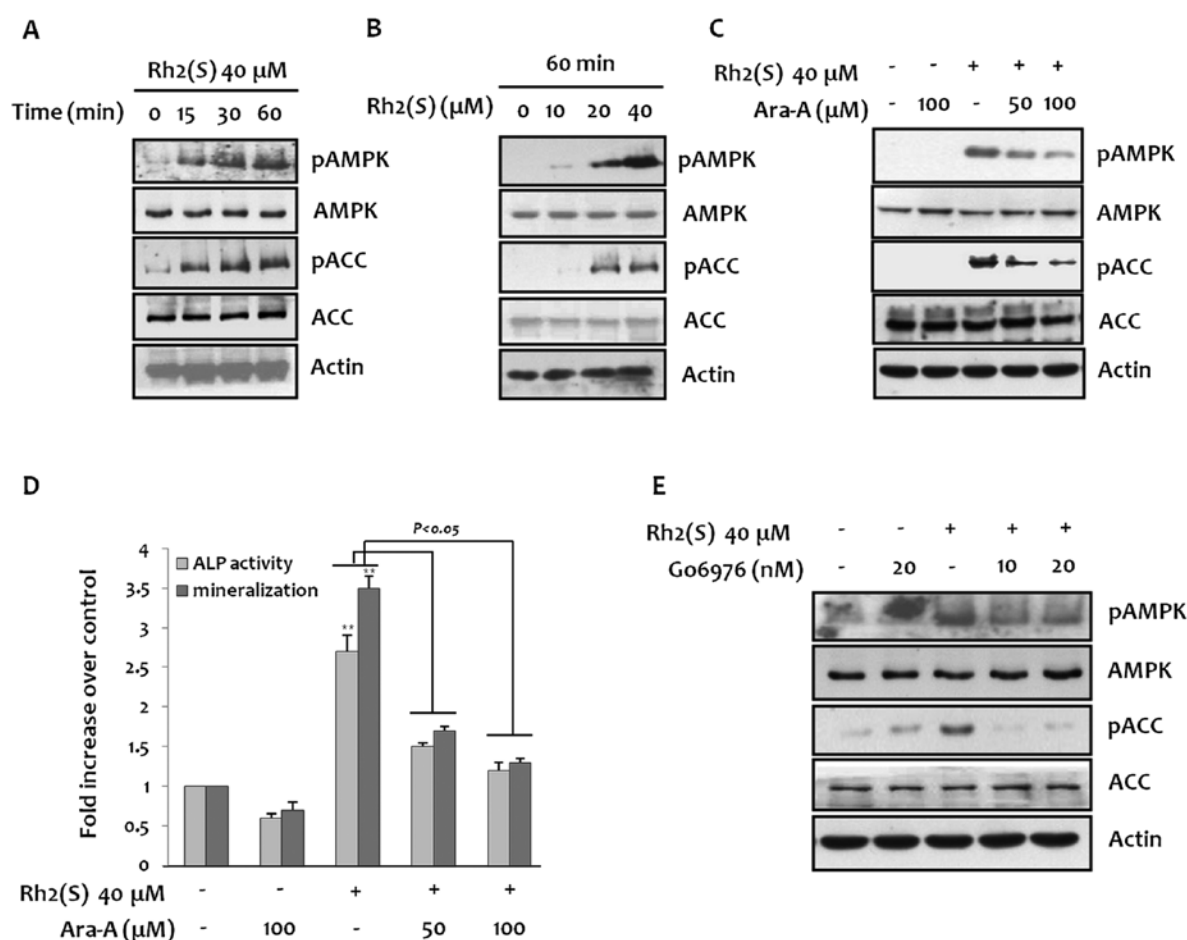 A
Rh2(S) 40 µM
Time (min) 0 15 30 60
pAMPK
AMPK
pACC
ACC
Actin
B
60 min
Rh2(S) (µM) 0 10 20 40
pAMPK
AMPK
pACC
ACC
Actin
C
Rh2(S) 40 µM - - + + +
Ara-A (µM) - 100 - 50 100
pAMPK
AMPK
pACC
ACC
Actin
D
P<0.05
ALP activity
mineralization
** **
Fold increase over control
4
3.5
3
2.5
2
1.5
1
0.5
0
Rh2(S) 40 µM - - + + +
Ara-A (µM) - 100 - 50 100
E
Rh2(S) 40 µM - - + + +
Go6976 (nM) - 20 - 10 20
pAMPK
AMPK
pACC
ACC
Actin